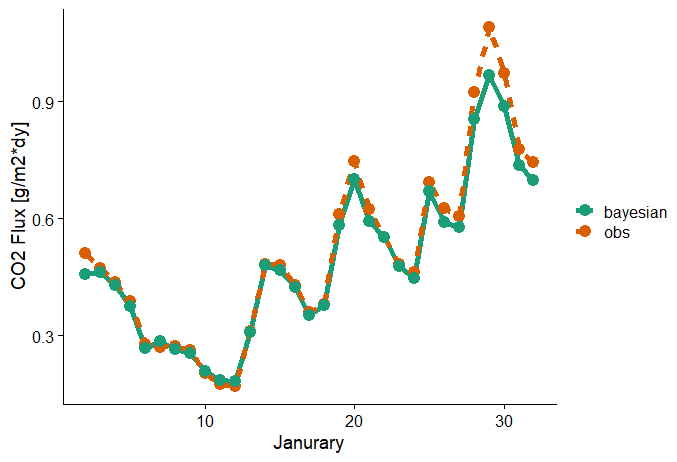 CO2 Flux [g/m2*dy]
0.9
0.6
0.3
10
20
30
Janurary
bayesian
obs